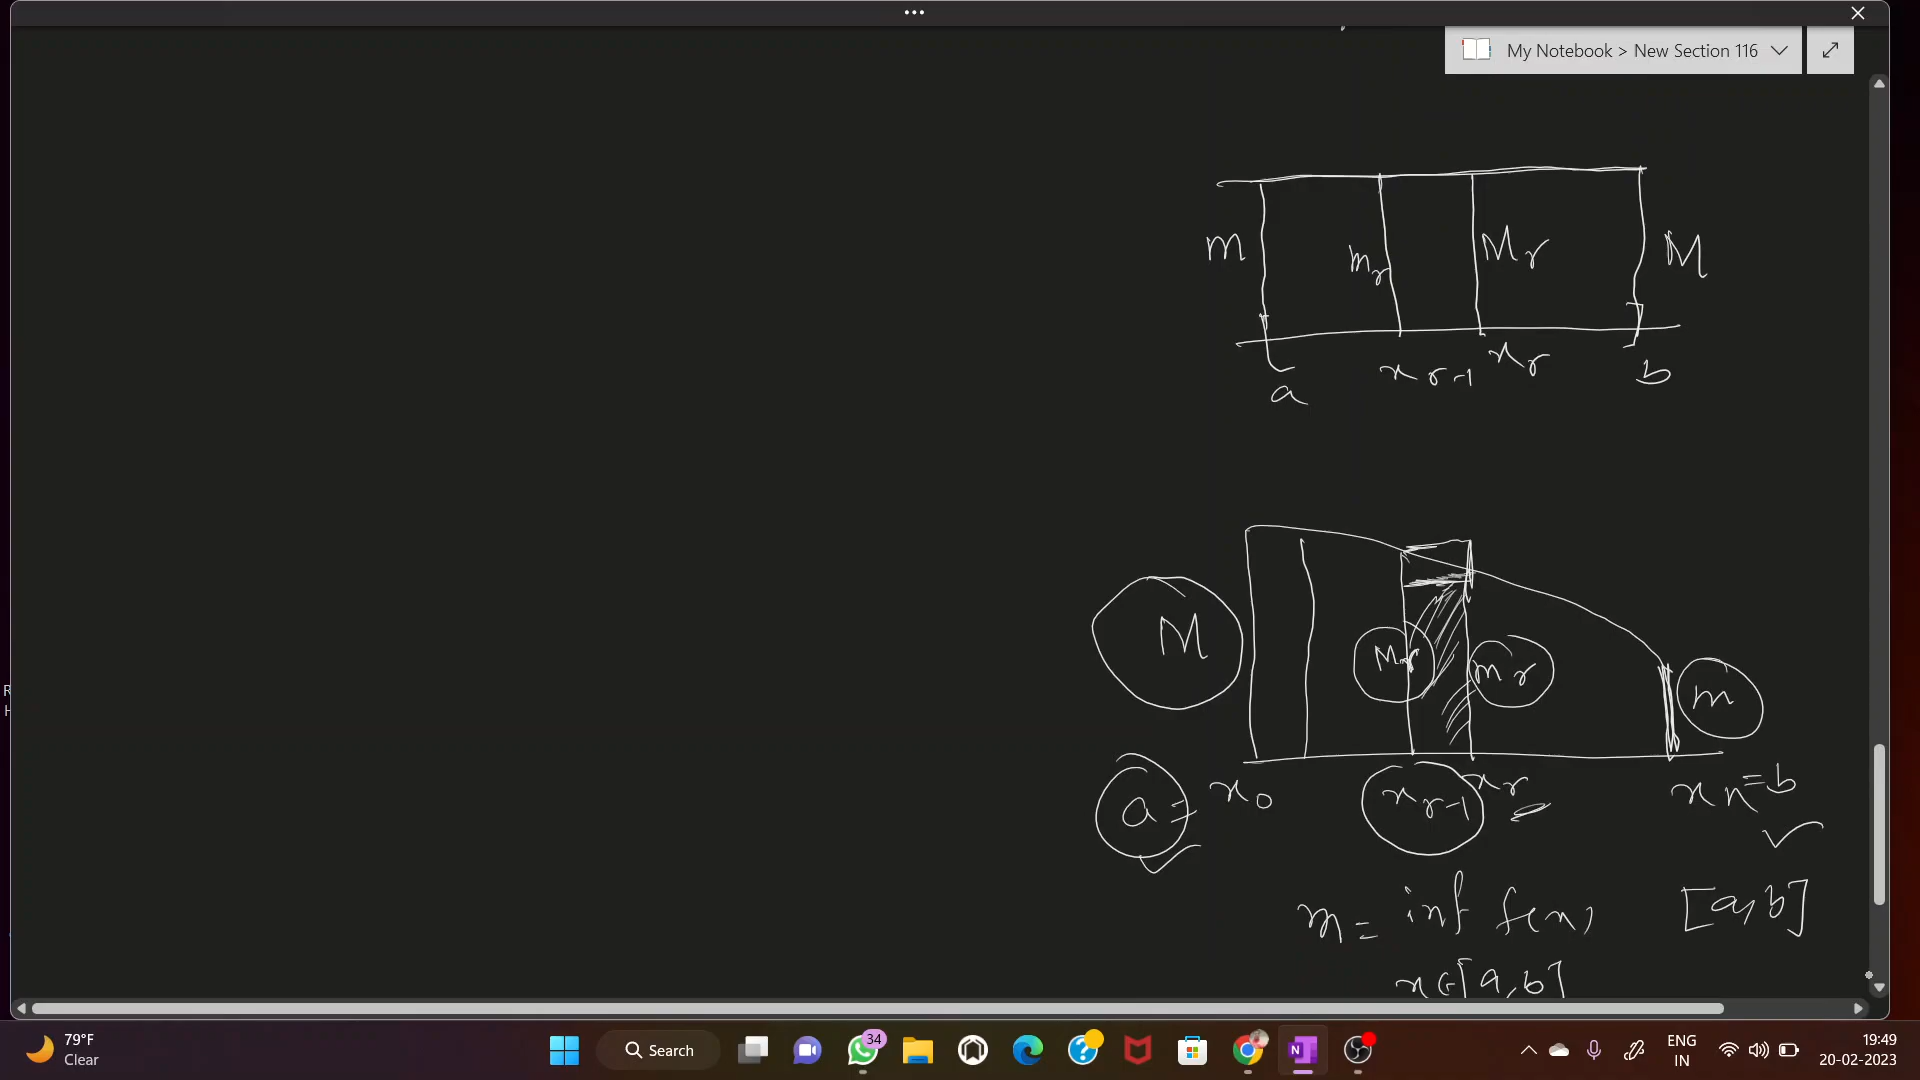 My Notebook > New Section 116
m mr Mr M
a xr-1 xr b
M Mr mr m
a = x0 xr-1 xr xn = b
m = inf f(x) [a,b]
x∈[a,b]
R
H
79°F
Clear
Search
34
ENG
IN
19:49
20-02-2023